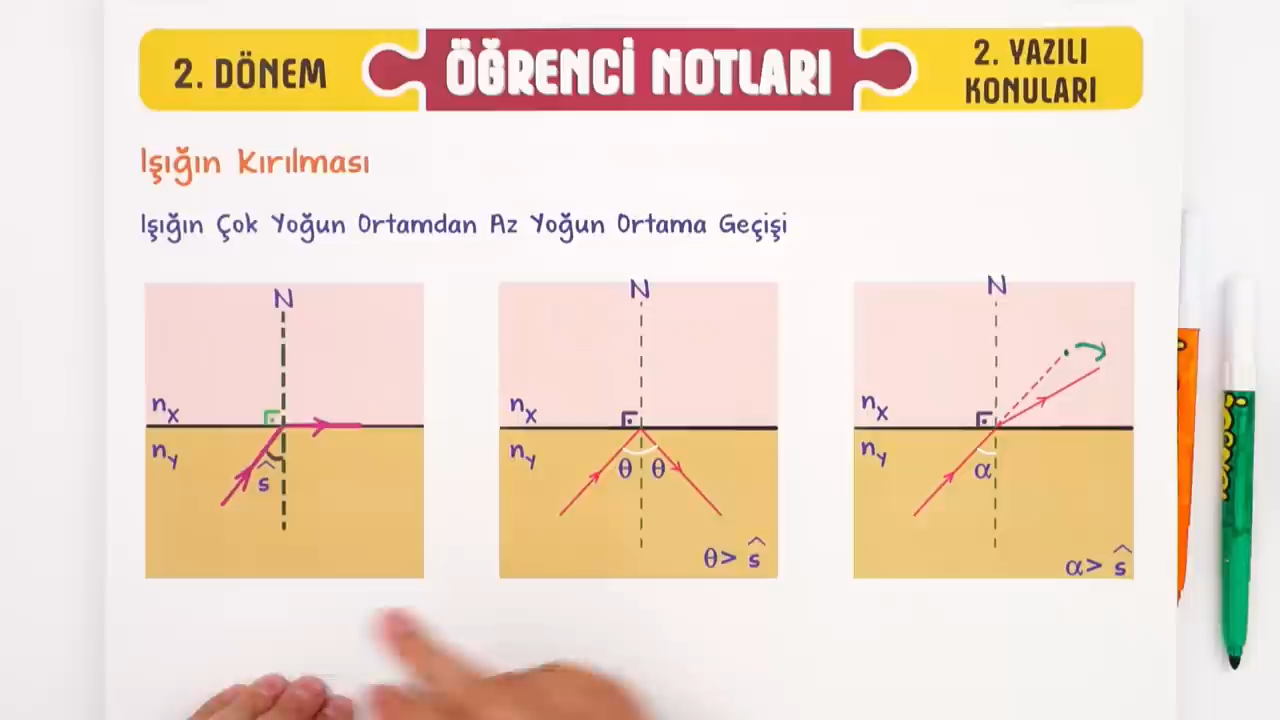 2. DÖNEM
ÖĞRENCİ NOTLARI
2. YAZILI
KONULARI
Işığın Kırılması
Işığın Çok Yoğun Ortamdan Az Yoğun Ortama Geçişi
N
nX
nY
ŝ
N
nX
nY
θ θ
θ> ŝ
N
nX
nY
α
α> ŝ